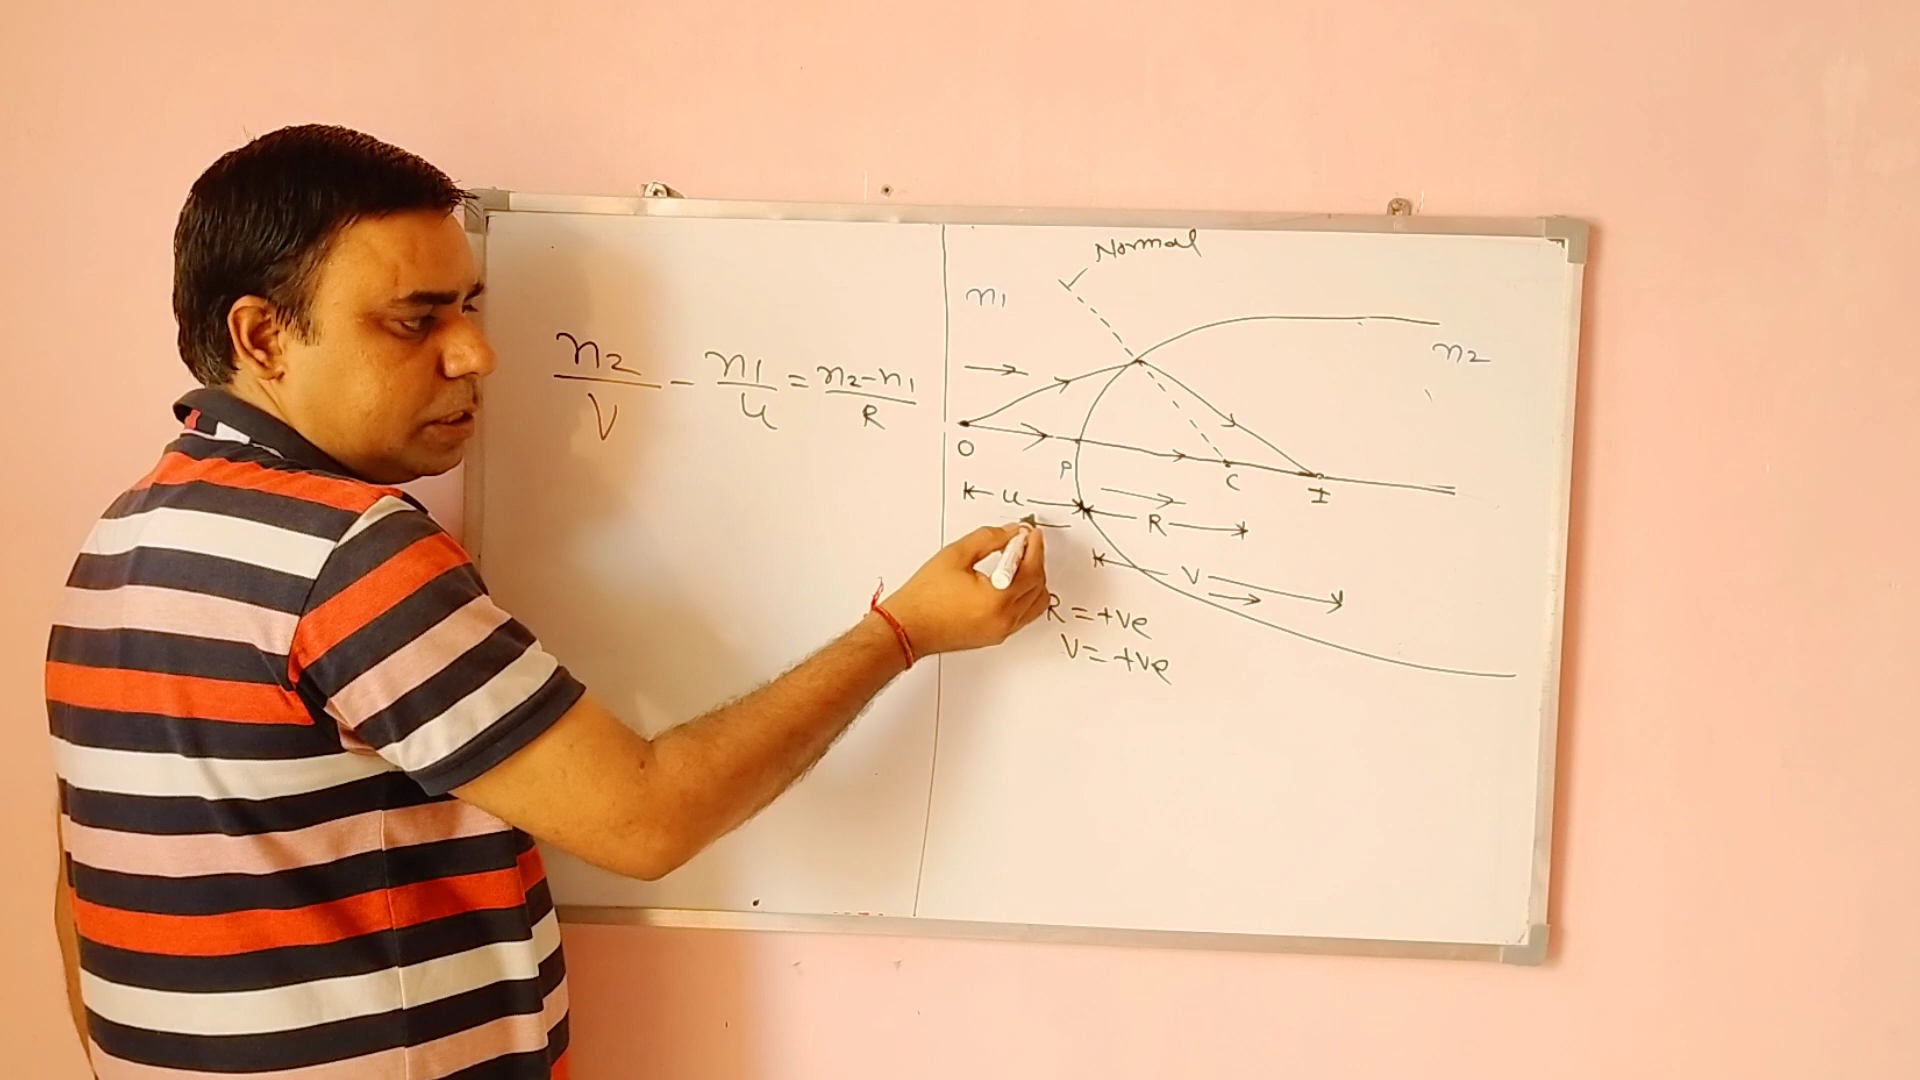 n2/V - n1/u = n2-n1/R
Normal
n1
n2
O
P
C
I
u
R
V
R = +ve
V = +ve